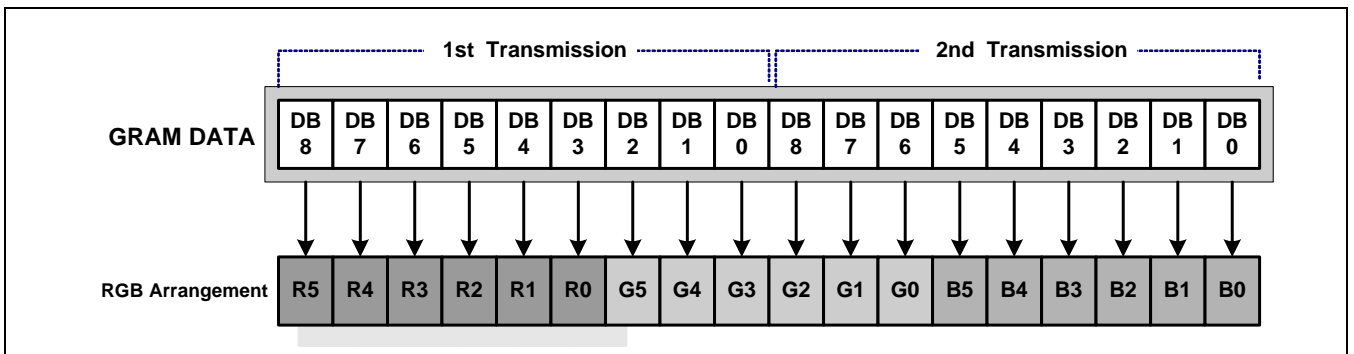 1st Transmission 2nd Transmission
GRAM DATA DB 8 DB 7 DB 6 DB 5 DB 4 DB 3 DB 2 DB 1 DB 0 DB 8 DB 7 DB 6 DB 5 DB 4 DB 3 DB 2 DB 1 DB 0
RGB Arrangement R5 R4 R3 R2 R1 R0 G5 G4 G3 G2 G1 G0 B5 B4 B3 B2 B1 B0